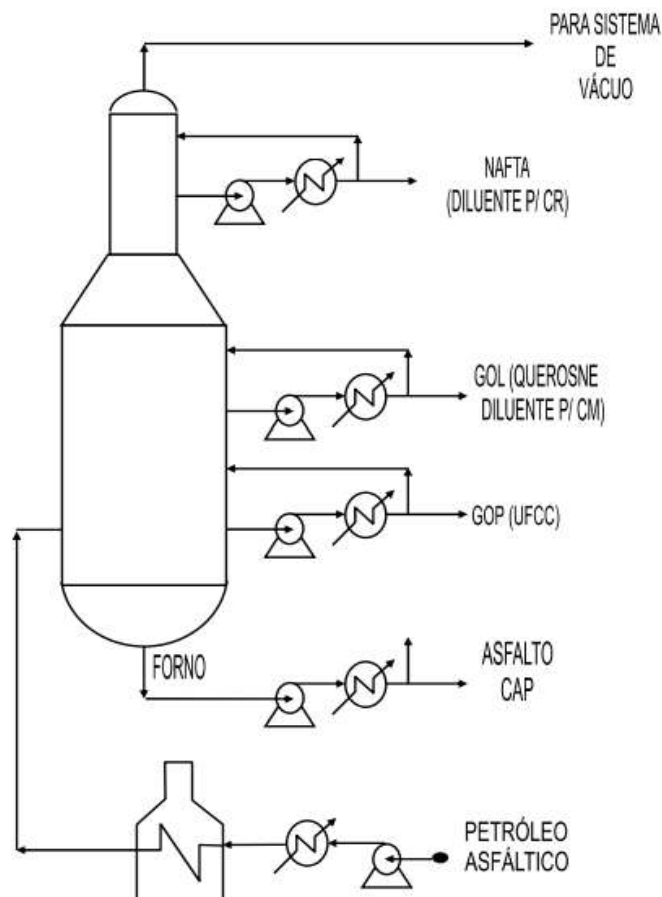 PARA SISTEMA
DE
VÁCUO
NAFTA
(DILUENTE P/ CR)
GOL (QUEROSNE
DILUENTE P/ CM)
GOP (UFCC)
FORNO
ASFALTO
CAP
PETRÓLEO
ASFÁLTICO